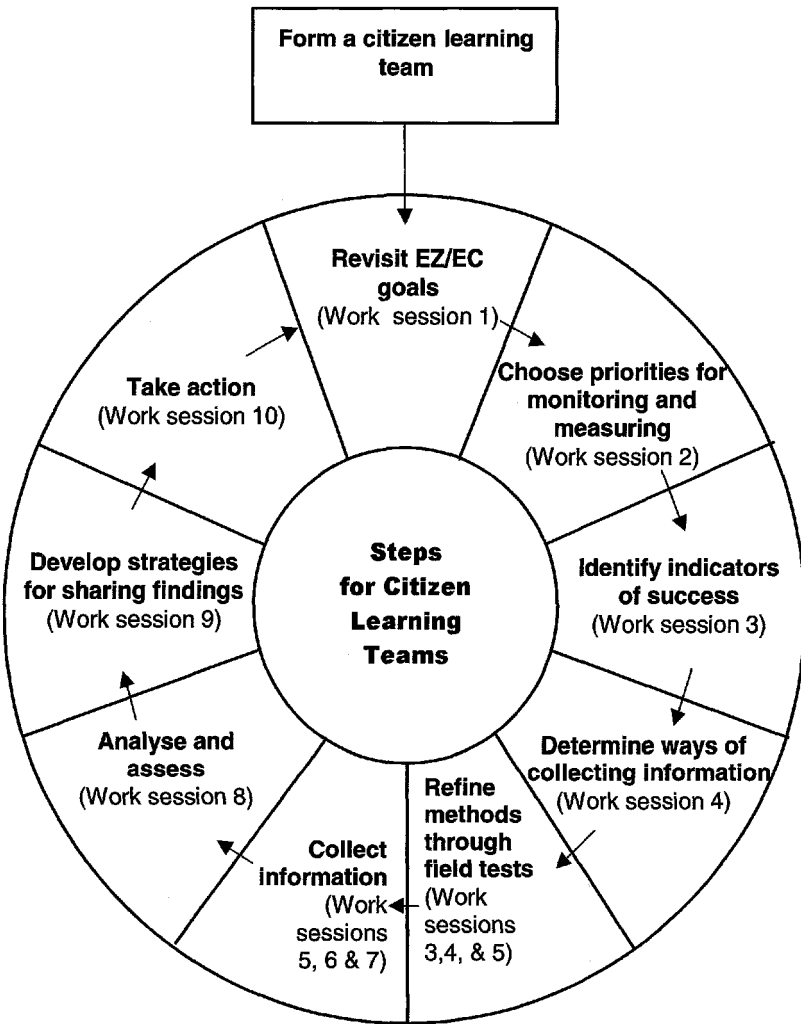 Form a citizen learning
team
Revisit EZ/EC
goals
(Work session 1)
Choose priorities for
monitoring and
measuring
(Work session 2)
Identify indicators
of success
(Work session 3)
Determine ways of
collecting information
(Work session 4)
Refine
methods
through
field tests
(Work
sessions
3,4, & 5)
Collect
information
(Work
sessions
5, 6 & 7)
Analyse and
assess
(Work session 8)
Develop strategies
for sharing findings
(Work session 9)
Take action
(Work session 10)
Steps
for Citizen
Learning
Teams